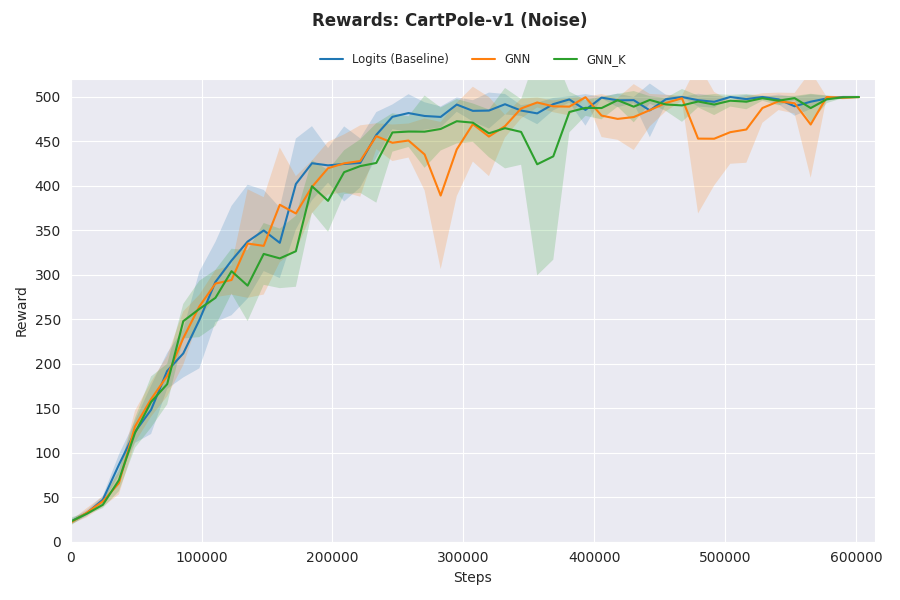 Rewards: CartPole-v1 (Noise)
Logits (Baseline) GNN GNN_K
500
450
400
350
300
250
200
150
100
50
0
Reward
0 100000 200000 300000 400000 500000 600000
Steps